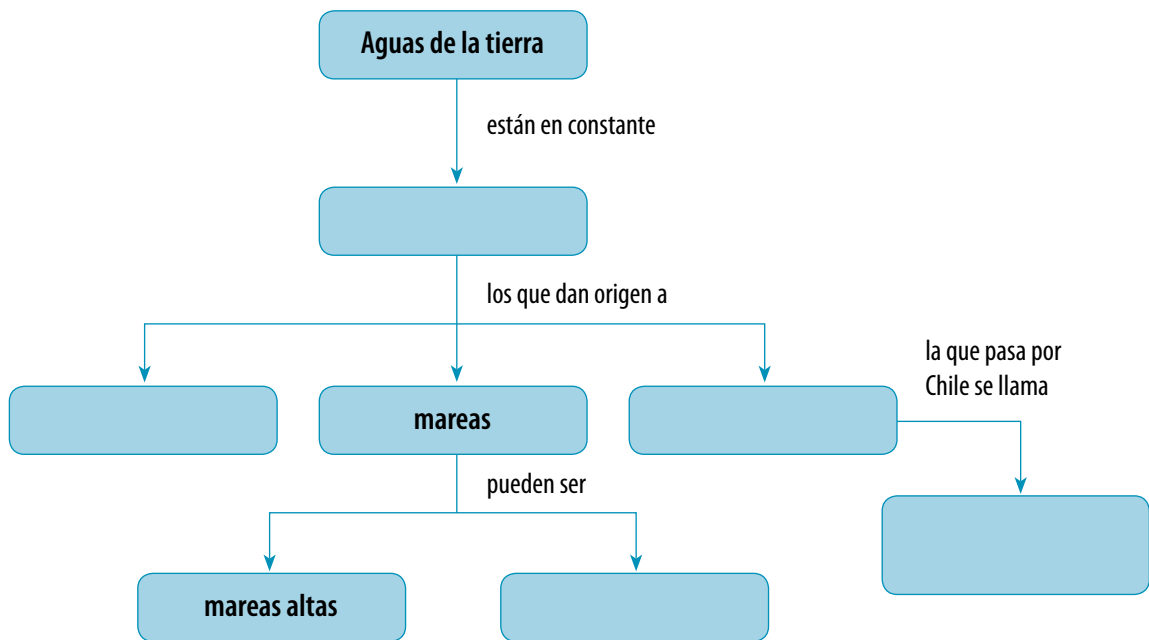 Aguas de la tierra
están en constante
los que dan origen a
la que pasa por
Chile se llama
mareas
pueden ser
mareas altas